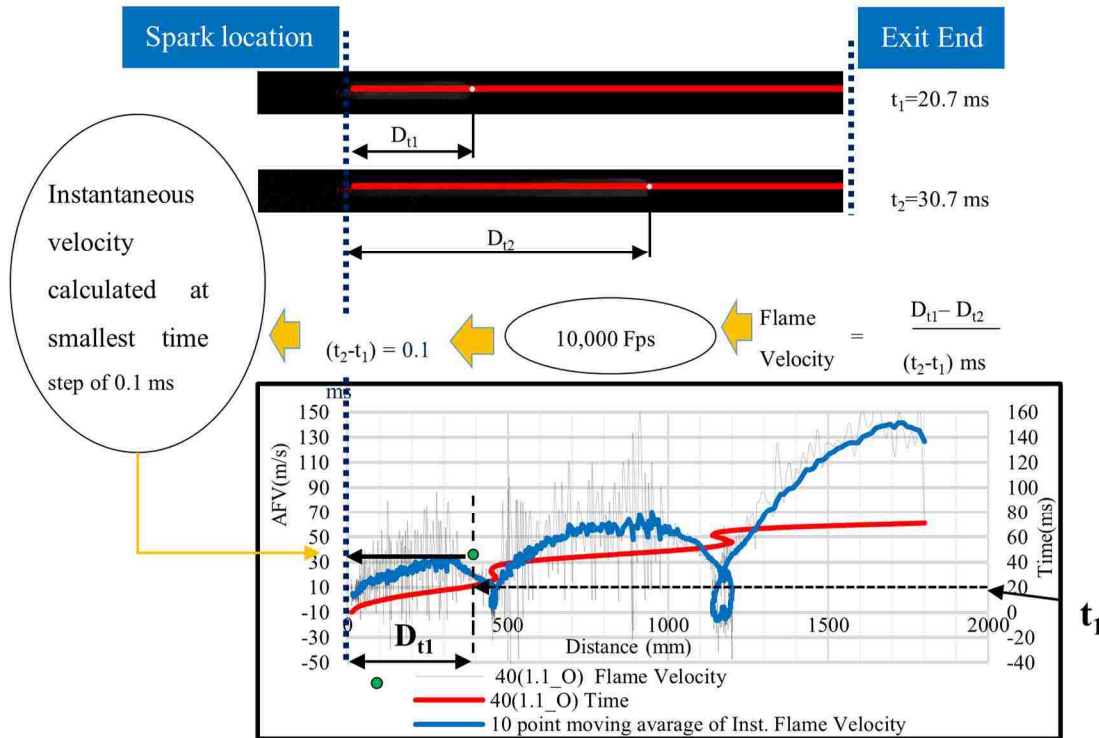 Spark location
Exit End
t₁=20.7 ms
Dt1
t₂=30.7 ms
Dt2
Instantaneous
velocity
calculated at
smallest time
step of 0.1 ms
(t₂-t₁) = 0.1
ms
10,000 Fps
Flame
Velocity
=
Dt1– Dt2
(t₂-t₁) ms
AFV(m/s)
150
130
110
90
70
50
30
10
-10
-30
-50
160
140
120
100
80
60
40
20
0
-20
-40
Time(ms)
0
500
1000
1500
2000
Distance (mm)
Dt1
t₁
40(1.1_O) Flame Velocity
40(1.1_O) Time
10 point moving avarage of Inst. Flame Velocity